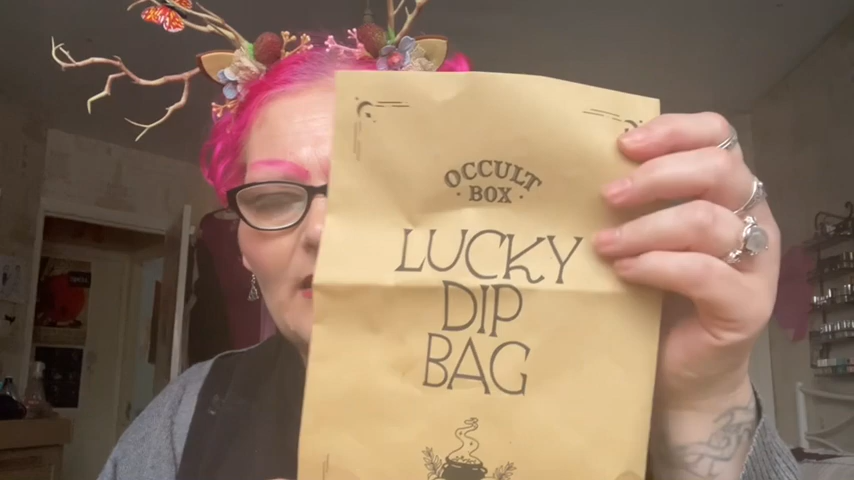 OCCULT
· BOX ·
LUCKY
DIP
BAG